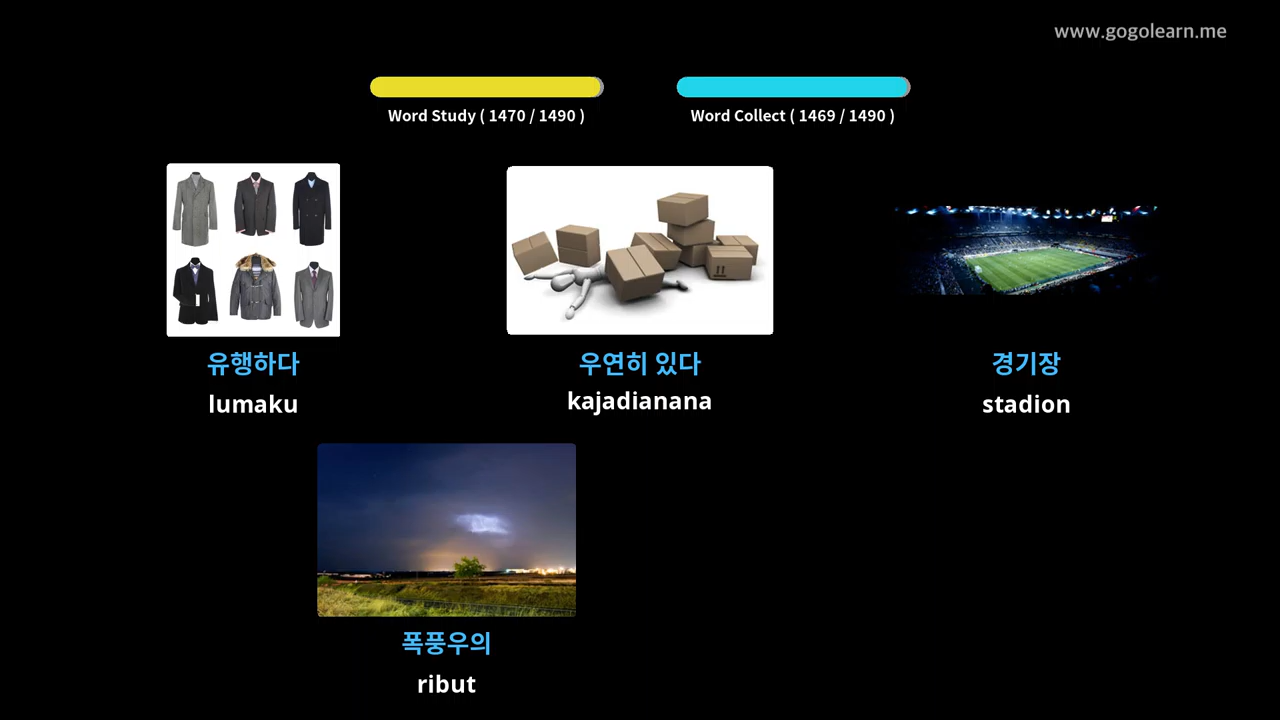 www.gogolearn.me
Word Study ( 1470 / 1490 )
Word Collect ( 1469 / 1490 )
유행하다
lumaku
우연히 있다
kajadianana
경기장
stadion
폭풍우의
ribut